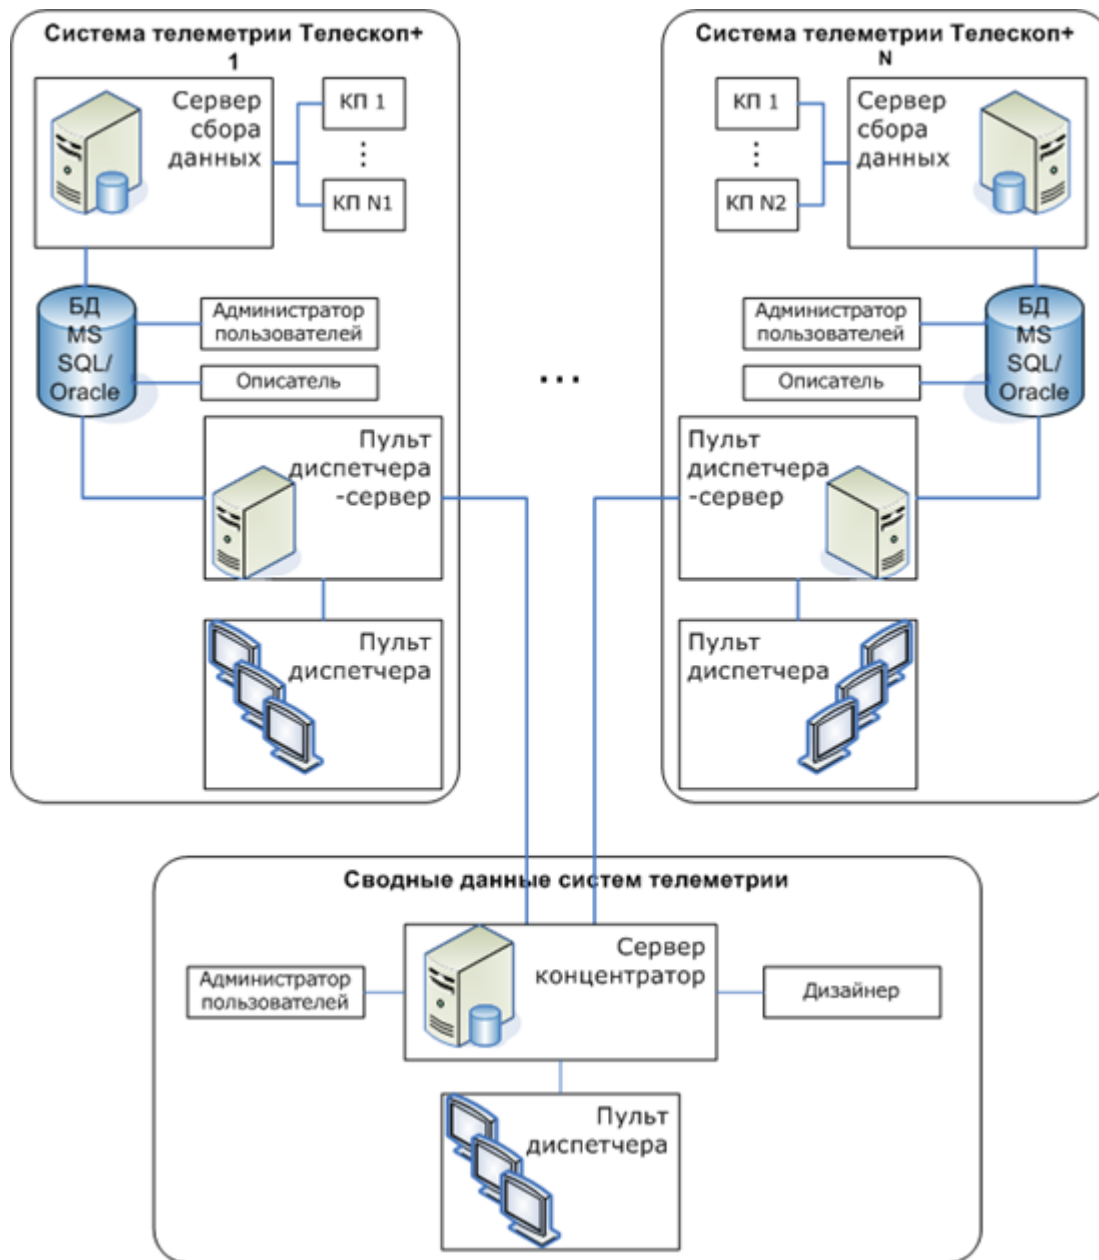 Система телеметрии Телескоп+
1
Сервер
сбора
данных
КП 1
⋮
КП N1
БД
MS
SQL/
Oracle
Администратор
пользователей
Описатель
Пульт
диспетчера
-сервер
Пульт
диспетчера
...
Система телеметрии Телескоп+
N
КП 1
⋮
КП N2
Сервер
сбора
данных
Администратор
пользователей
Описатель
БД
MS
SQL/
Oracle
Пульт
диспетчера
-сервер
Пульт
диспетчера
Сводные данные систем телеметрии
Администратор
пользователей
Сервер
концентратор
Дизайнер
Пульт
диспетчера